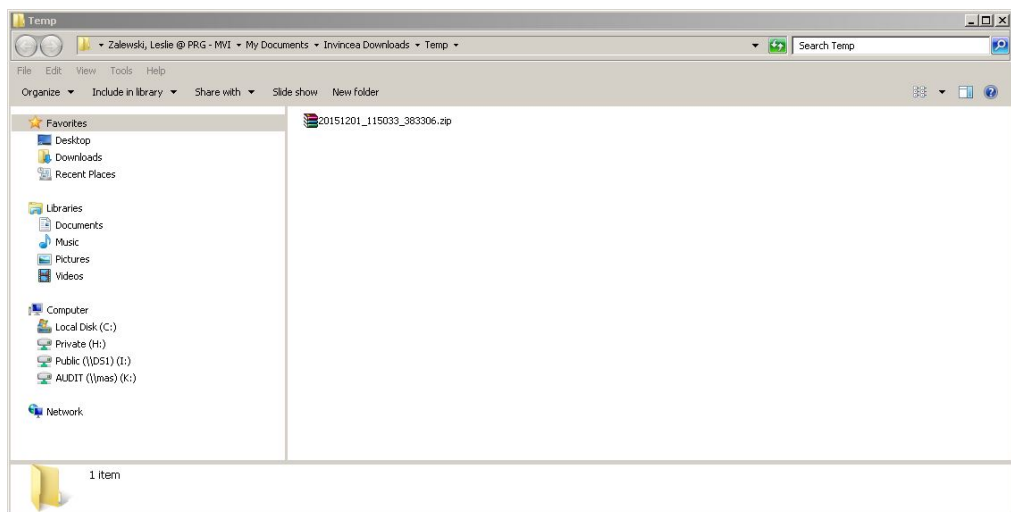 Temp
Zalewski, Leslie @ PRG - MVI My Documents Invincea Downloads Temp
Search Temp
File Edit View Tools Help
Organize Include in library Share with Slide show New folder
Favorites
Desktop
Downloads
Recent Places
Libraries
Documents
Music
Pictures
Videos
Computer
Local Disk (C:)
Private (H:)
Public (\\DS1) (I:)
AUDIT (\\mas) (K:)
Network
20151201_115033_383306.zip
1 item